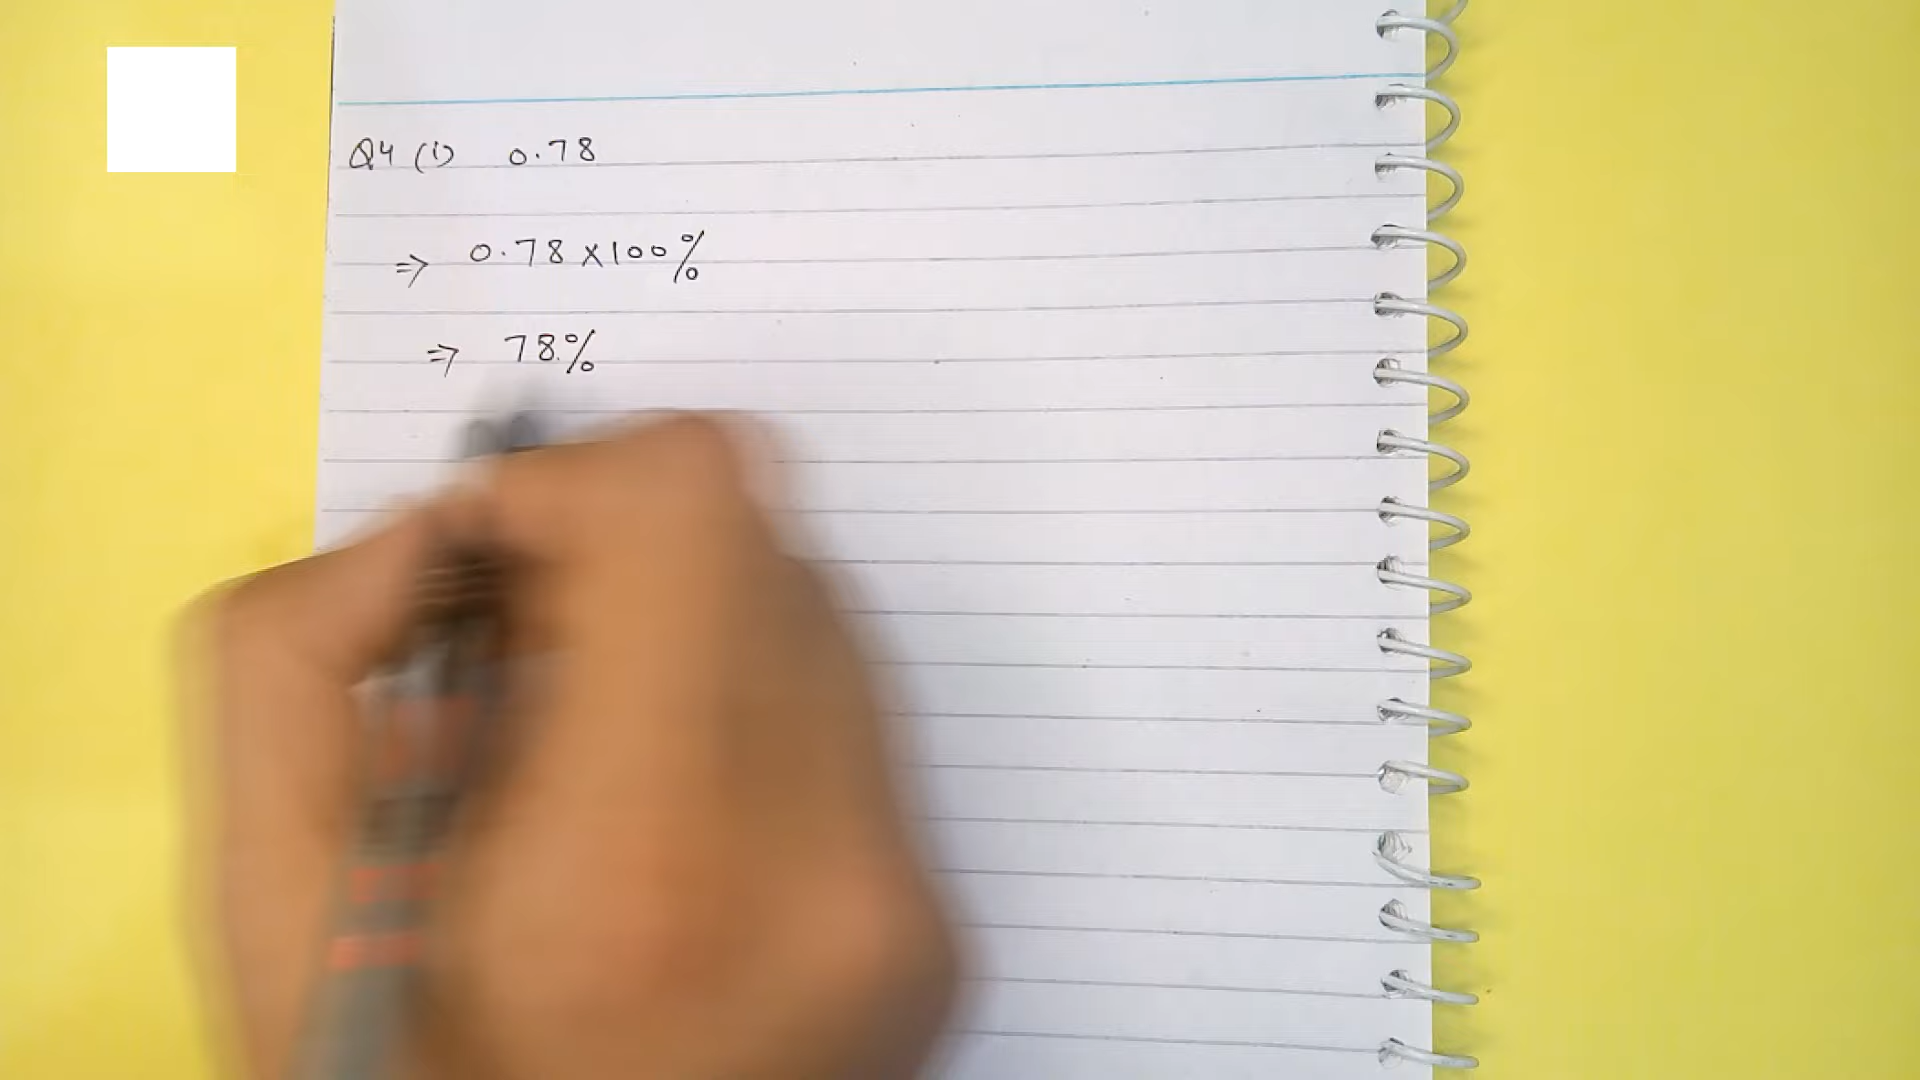 Q4 (i) 0.78
⇒ 0.78 × 100%
⇒ 78%